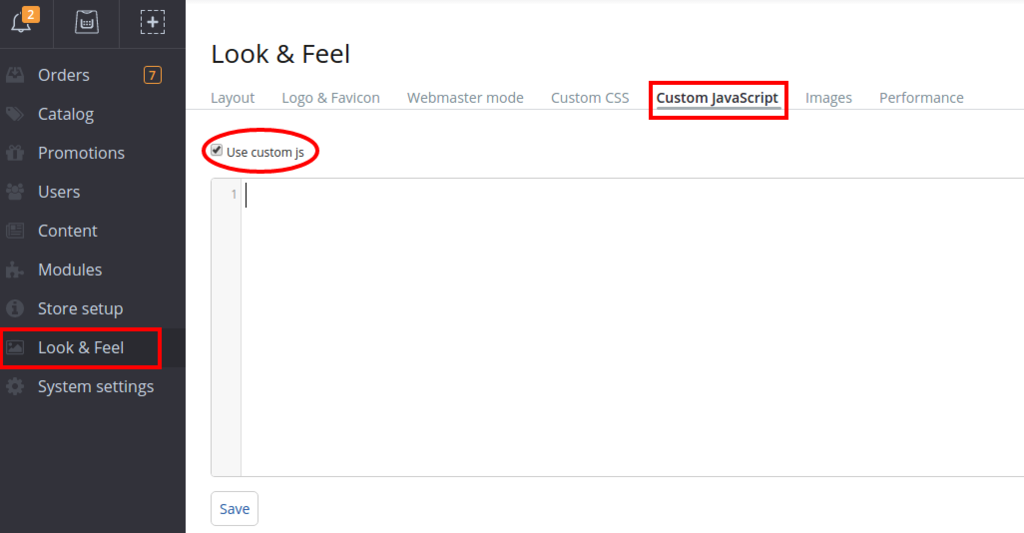 2
Orders 7
Catalog
Promotions
Users
Content
Modules
Store setup
Look & Feel
System settings
Look & Feel
Layout Logo & Favicon Webmaster mode Custom CSS Custom JavaScript Images Performance
Use custom js
1
Save